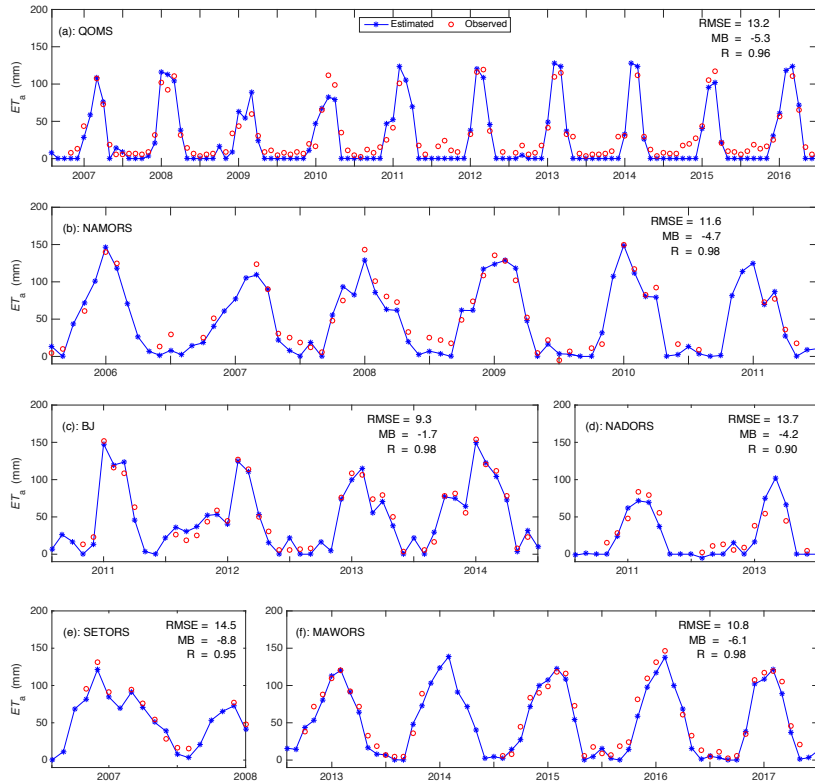 (a): QOMS
Estimated
Observed
RMSE = 13.2
MB = -5.3
R = 0.96
ETa (mm)
200
150
100
50
0
2007 2008 2009 2010 2011 2012 2013 2014 2015 2016
(b): NAMORS
RMSE = 11.6
MB = -4.7
R = 0.98
ETa (mm)
200
150
100
50
0
2006 2007 2008 2009 2010 2011
(c): BJ
RMSE = 9.3
MB = -1.7
R = 0.98
ETa (mm)
200
150
100
50
0
2011 2012 2013 2014
(d): NADORS
RMSE = 13.7
MB = -4.2
R = 0.90
200
150
100
50
0
2011 2013
(e): SETORS
RMSE = 14.5
MB = -8.8
R = 0.95
ETa (mm)
200
150
100
50
0
2007 2008
(f): MAWORS
RMSE = 10.8
MB = -6.1
R = 0.98
200
150
100
50
0
2013 2014 2015 2016 2017